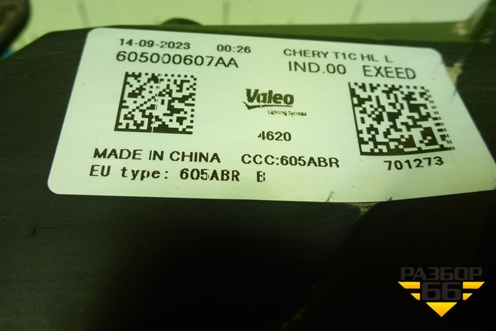 14-09-2023 00:26 CHERY T1C HL L
605000607AA IND.00 EXEED
Valeo
Lighting Systems
4620
MADE IN CHINA CCC:605ABR 701273
EU type: 605ABR B
РАЗБОР
66